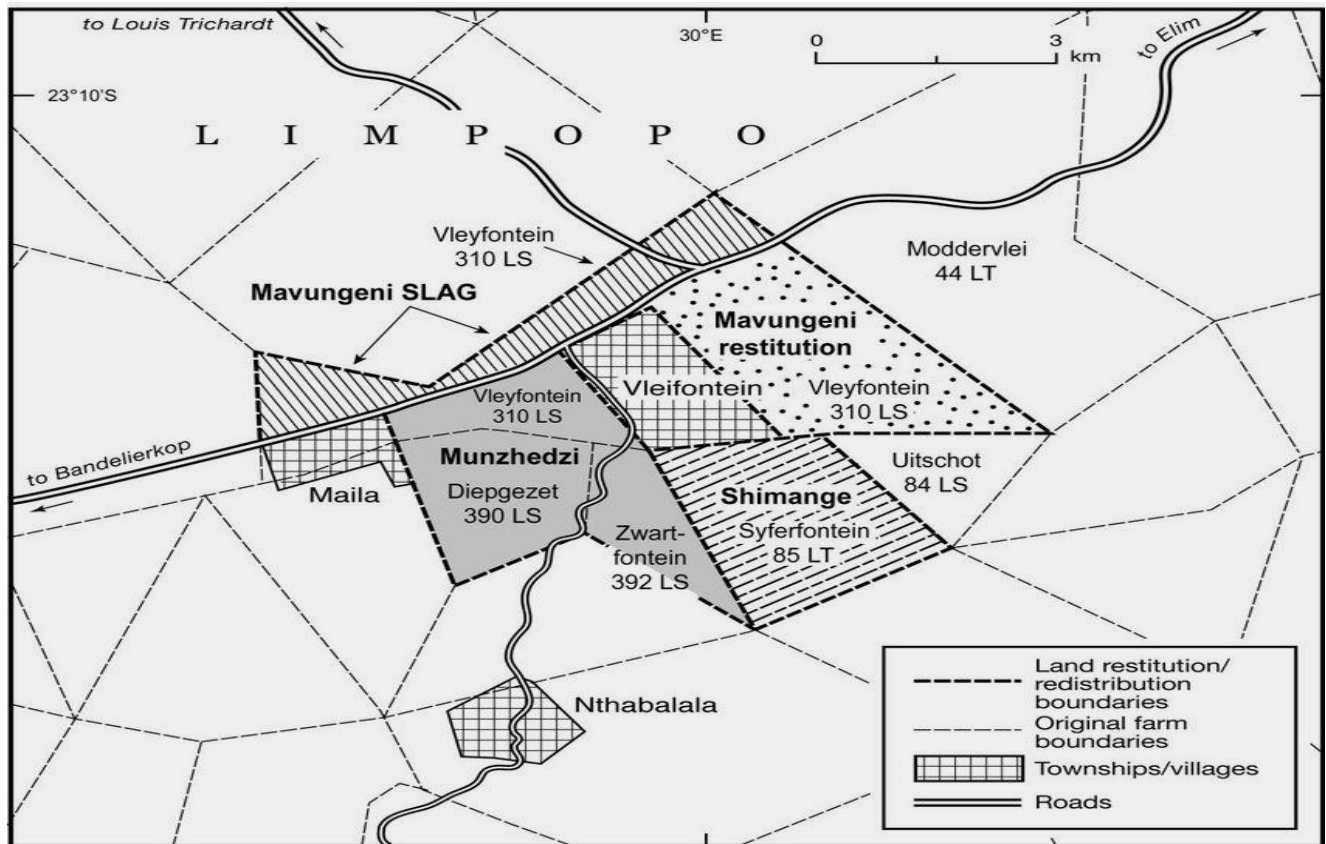 to Louis Trichardt
30°E
0
3
km
to Elim
23°10'S
LIMPOPO
Vleyfontein
310 LS
Moddervlei
44 LT
Mavungeni SLAG
Mavungeni
restitution
Vleifontein
Vleyfontein
310 LS
Vleyfontein
310 LS
to Bandelierkop
Munzhedzi
Uitschot
84 LS
Maila
Diepgezet
390 LS
Shimange
Syferfontein
85 LT
Zwart-
fontein
392 LS
Nthabalala
Land restitution/
redistribution
boundaries
Original farm
boundaries
Townships/villages
Roads